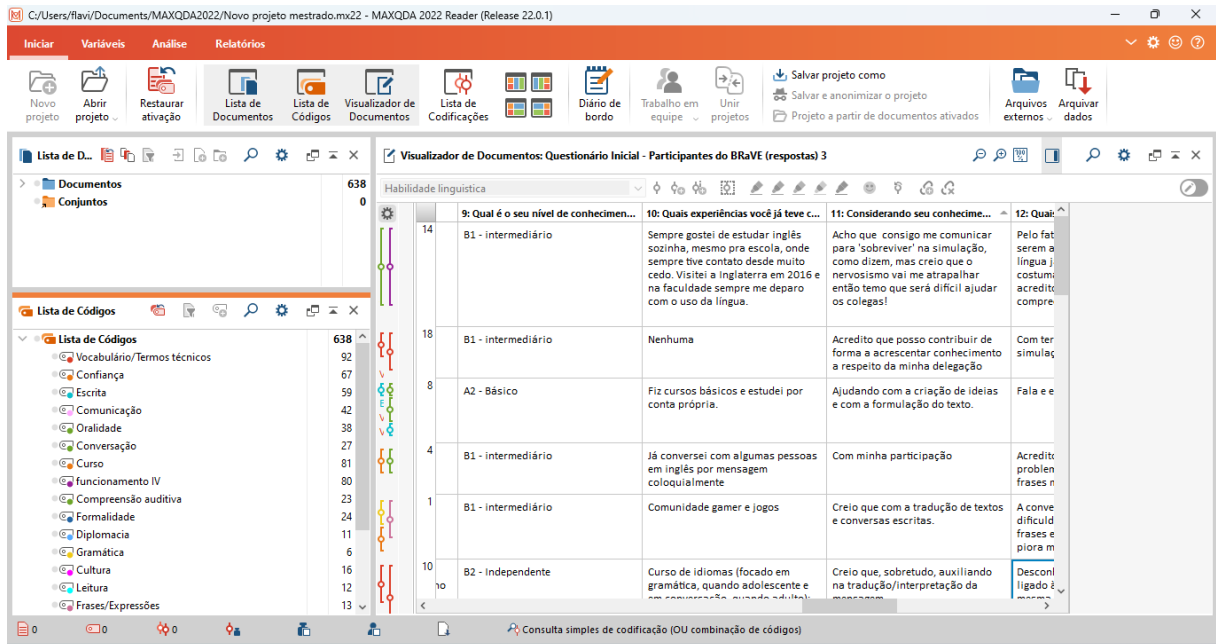 C:/Users/flavi/Documents/MAXQDA2022/Novo projeto mestrado.mx22 - MAXQDA 2022 Reader (Release 22.0.1)
Iniciar Variáveis Análise Relatórios
Novo projeto
Abrir projeto
Restaurar ativação
Lista de Documentos
Lista de Códigos
Visualizador de Documentos
Lista de Codificações
Diário de bordo
Trabalho em equipe
Unir projetos
Salvar projeto como
Salvar e anonimizar o projeto
Projeto a partir de documentos ativados
Arquivos externos
Arquivar dados
Lista de D...
Documentos 638
Conjuntos 0
Lista de Códigos
Lista de Códigos 638
Vocabulário/Termos técnicos 92
Confiança 67
Escrita 59
Comunicação 42
Oralidade 38
Conversação 27
Curso 81
funcionamento IV 80
Compreensão auditiva 23
Formalidade 24
Diplomacia 11
Gramática 6
Cultura 16
Leitura 12
Frases/Expressões 13
Visualizador de Documentos: Questionário Inicial - Participantes do BRaVE (respostas) 3
Habilidade linguistica
9: Qual é o seu nível de conhecimen... 10: Quais experiências você já teve c... 11: Considerando seu conhecime... 12: Quais
14
B1 - intermediário
Sempre gostei de estudar inglês
sozinha, mesmo pra escola, onde
sempre tive contato desde muito
cedo. Visitei a Inglaterra em 2016 e
na faculdade sempre me deparo
com o uso da língua.
Acho que consigo me comunicar
para 'sobreviver' na simulação,
como dizem, mas creio que o
nervosismo vai me atrapalhar
então temo que será difícil ajudar
os colegas!
Pelo fat
serem a
língua j
costum
acredito
compre
18
B1 - intermediário
Nenhuma
Acredito que posso contribuir de
forma a acrescentar conhecimento
a respeito da minha delegação
Com ter
simulaç
8
A2 - Básico
Fiz cursos básicos e estudei por
conta própria.
Ajudando com a criação de ideias
e com a formulação do texto.
Fala e e
4
B1 - intermediário
Já conversei com algumas pessoas
em inglês por mensagem
coloquialmente
Com minha participação
Acredito
problem
frases n
1
B1 - intermediário
Comunidade gamer e jogos
Creio que com a tradução de textos
e conversas escritas.
A conve
dificuld
frases e
piora m
10
no
B2 - Independente
Curso de idiomas (focado em
gramática, quando adolescente e
em conversação, quando adulto);
Creio que, sobretudo, auxiliando
na tradução/interpretação da
mensagem
Desconl
ligado à
mesma
0 0 0
Consulta simples de codificação (OU combinação de códigos)